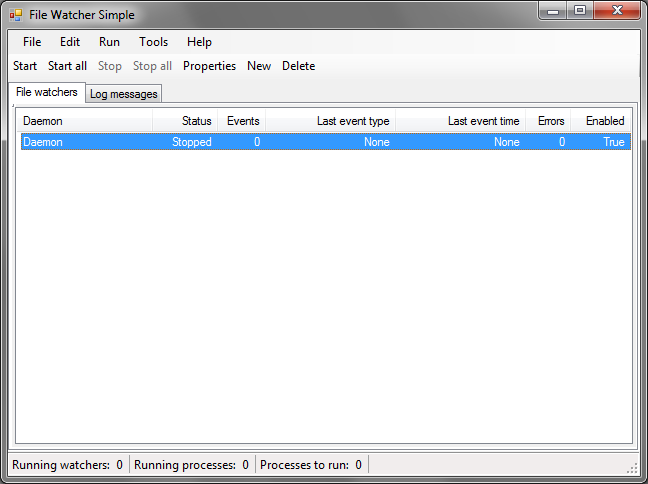 File Watcher Simple
File Edit Run Tools Help
Start Start all Stop Stop all Properties New Delete
File watchers Log messages
Daemon Status Events Last event type Last event time Errors Enabled
Daemon Stopped 0 None None 0 True
Running watchers: 0 Running processes: 0 Processes to run: 0